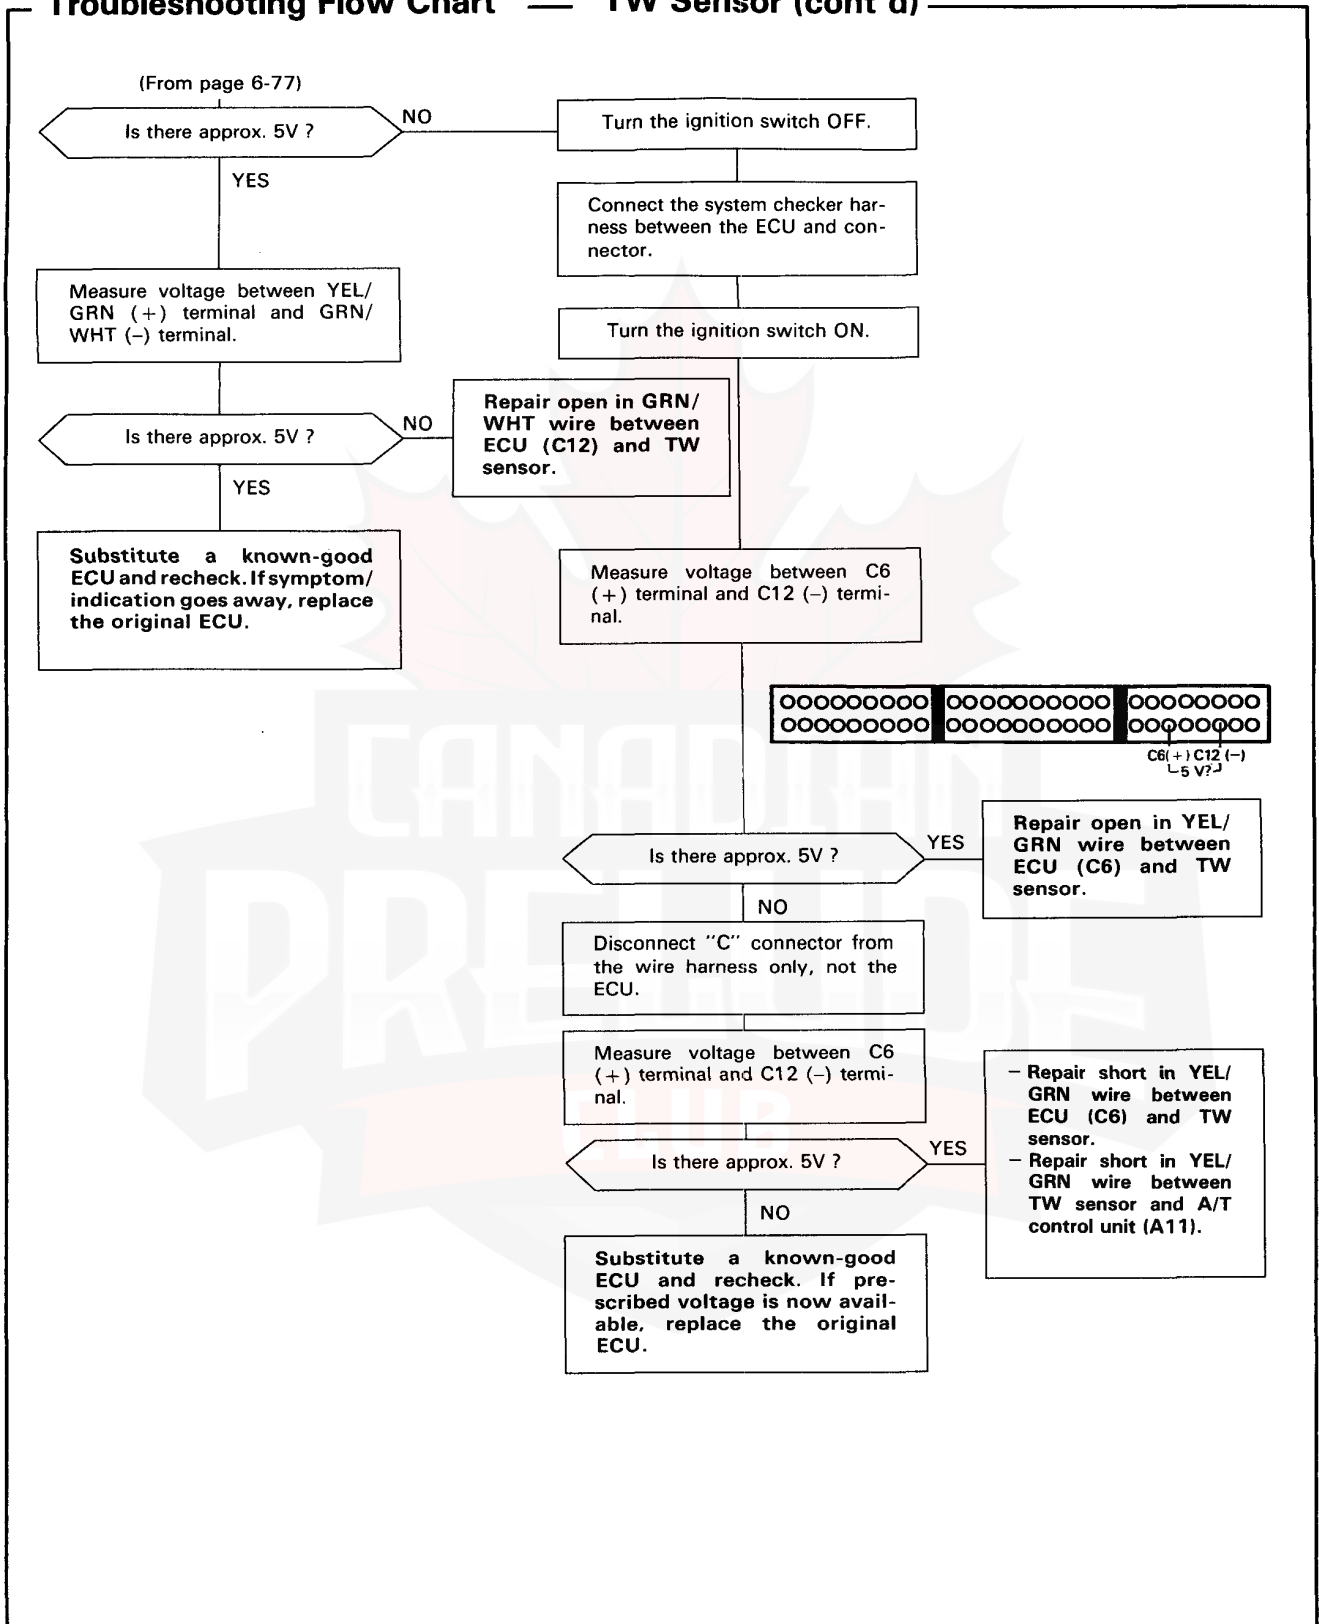 Troubleshooting Flow Chart — TW Sensor (cont'd)
(From page 6-77)
Is there approx. 5V ?
NO
YES
Turn the ignition switch OFF.
Connect the system checker har-
ness between the ECU and con-
nector.
Measure voltage between YEL/
GRN (+) terminal and GRN/
WHT (–) terminal.
Turn the ignition switch ON.
Is there approx. 5V ?
NO
YES
Repair open in GRN/
WHT wire between
ECU (C12) and TW
sensor.
Substitute a known-good
ECU and recheck. If symptom/
indication goes away, replace
the original ECU.
Measure voltage between C6
(+) terminal and C12 (–) termi-
nal.
C6(+) C12 (–)
5 V?
Is there approx. 5V ?
YES
NO
Repair open in YEL/
GRN wire between
ECU (C6) and TW
sensor.
Disconnect "C" connector from
the wire harness only, not the
ECU.
Measure voltage between C6
(+) terminal and C12 (–) termi-
nal.
Is there approx. 5V ?
YES
NO
– Repair short in YEL/
GRN wire between
ECU (C6) and TW
sensor.
– Repair short in YEL/
GRN wire between
TW sensor and A/T
control unit (A11).
Substitute a known-good
ECU and recheck. If pre-
scribed voltage is now avail-
able, replace the original
ECU.
CANADIAN
PRELUDE
CLUB